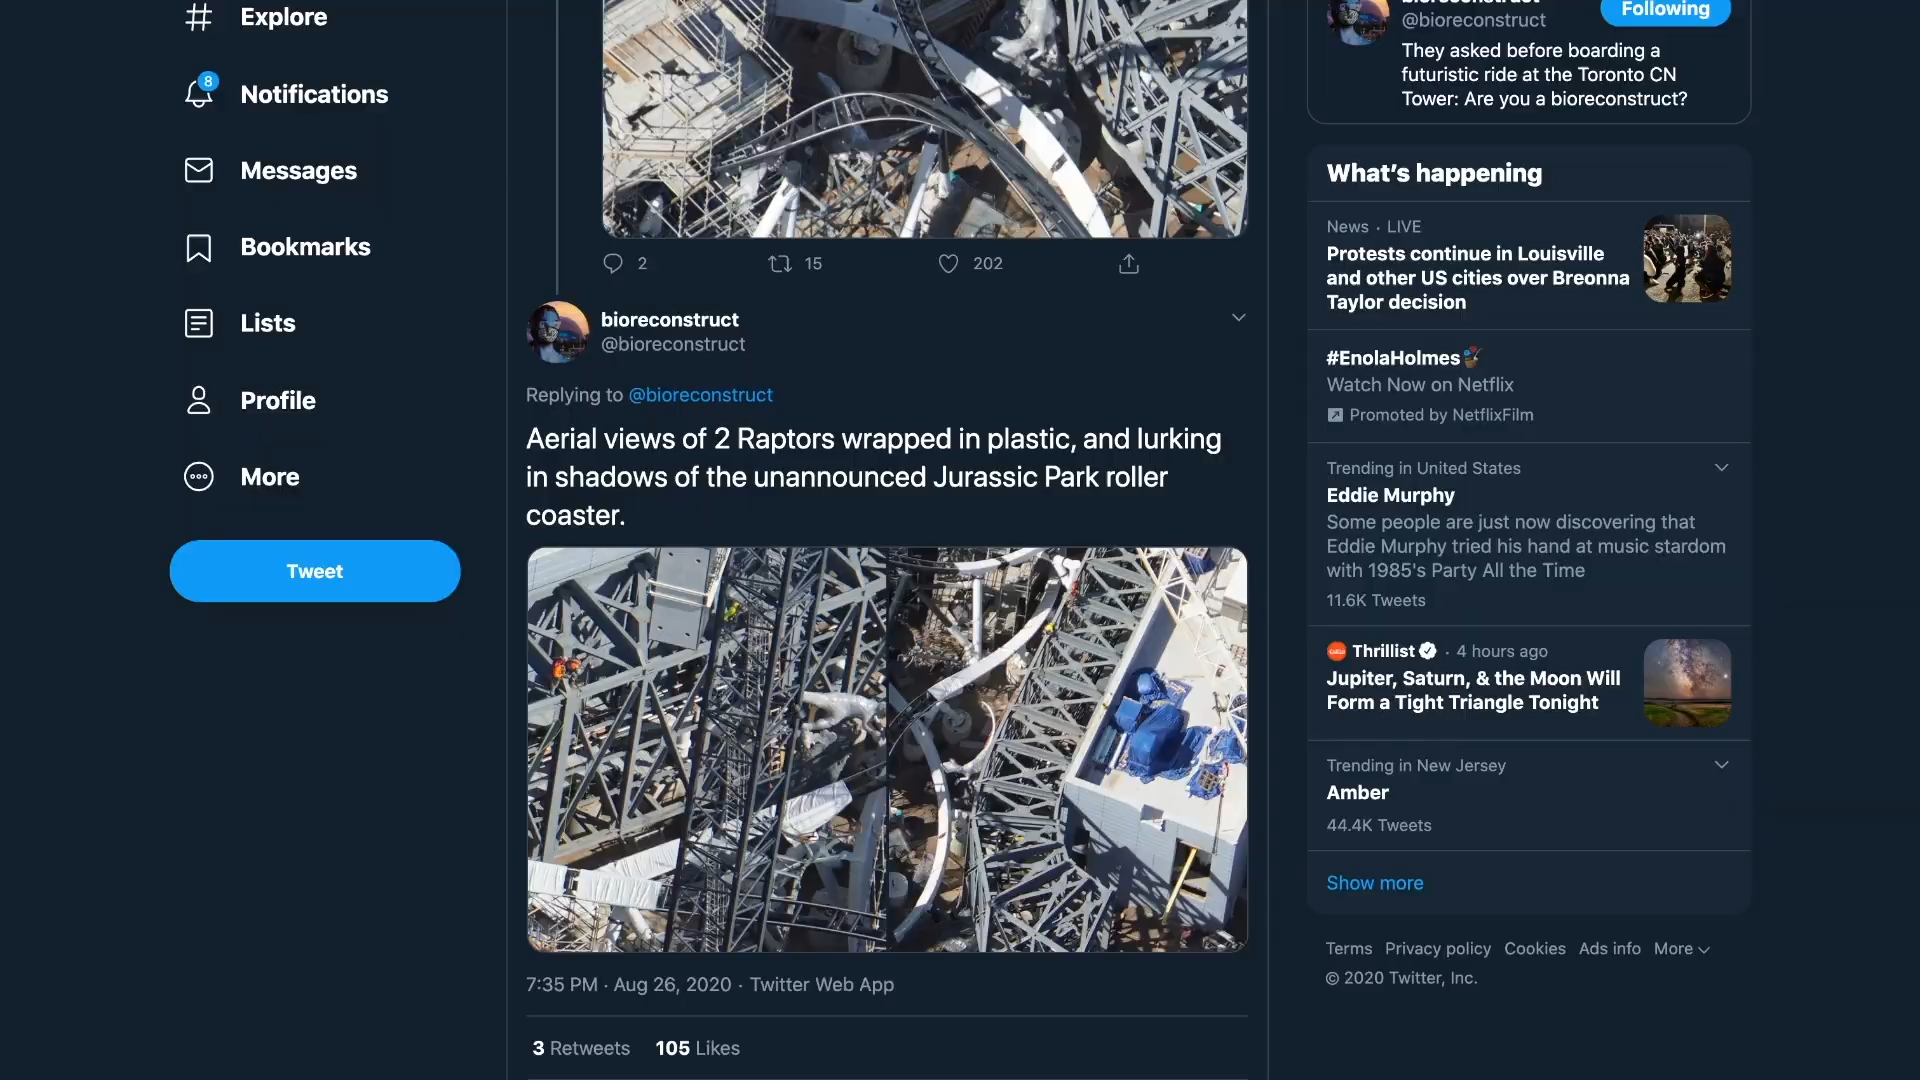 Explore
8
Notifications
Messages
Bookmarks
Lists
Profile
More
Tweet
2
15
202
bioreconstruct
@bioreconstruct
Replying to @bioreconstruct
Aerial views of 2 Raptors wrapped in plastic, and lurking
in shadows of the unannounced Jurassic Park roller
coaster.
7:35 PM · Aug 26, 2020 · Twitter Web App
3 Retweets 105 Likes
bioreconstruct
@bioreconstruct
Following
They asked before boarding a
futuristic ride at the Toronto CN
Tower: Are you a bioreconstruct?
What's happening
News · LIVE
Protests continue in Louisville
and other US cities over Breonna
Taylor decision
#EnolaHolmes
Watch Now on Netflix
Promoted by NetflixFilm
Trending in United States
Eddie Murphy
Some people are just now discovering that
Eddie Murphy tried his hand at music stardom
with 1985's Party All the Time
11.6K Tweets
Thrillist · 4 hours ago
Jupiter, Saturn, & the Moon Will
Form a Tight Triangle Tonight
Trending in New Jersey
Amber
44.4K Tweets
Show more
Terms Privacy policy Cookies Ads info More
© 2020 Twitter, Inc.